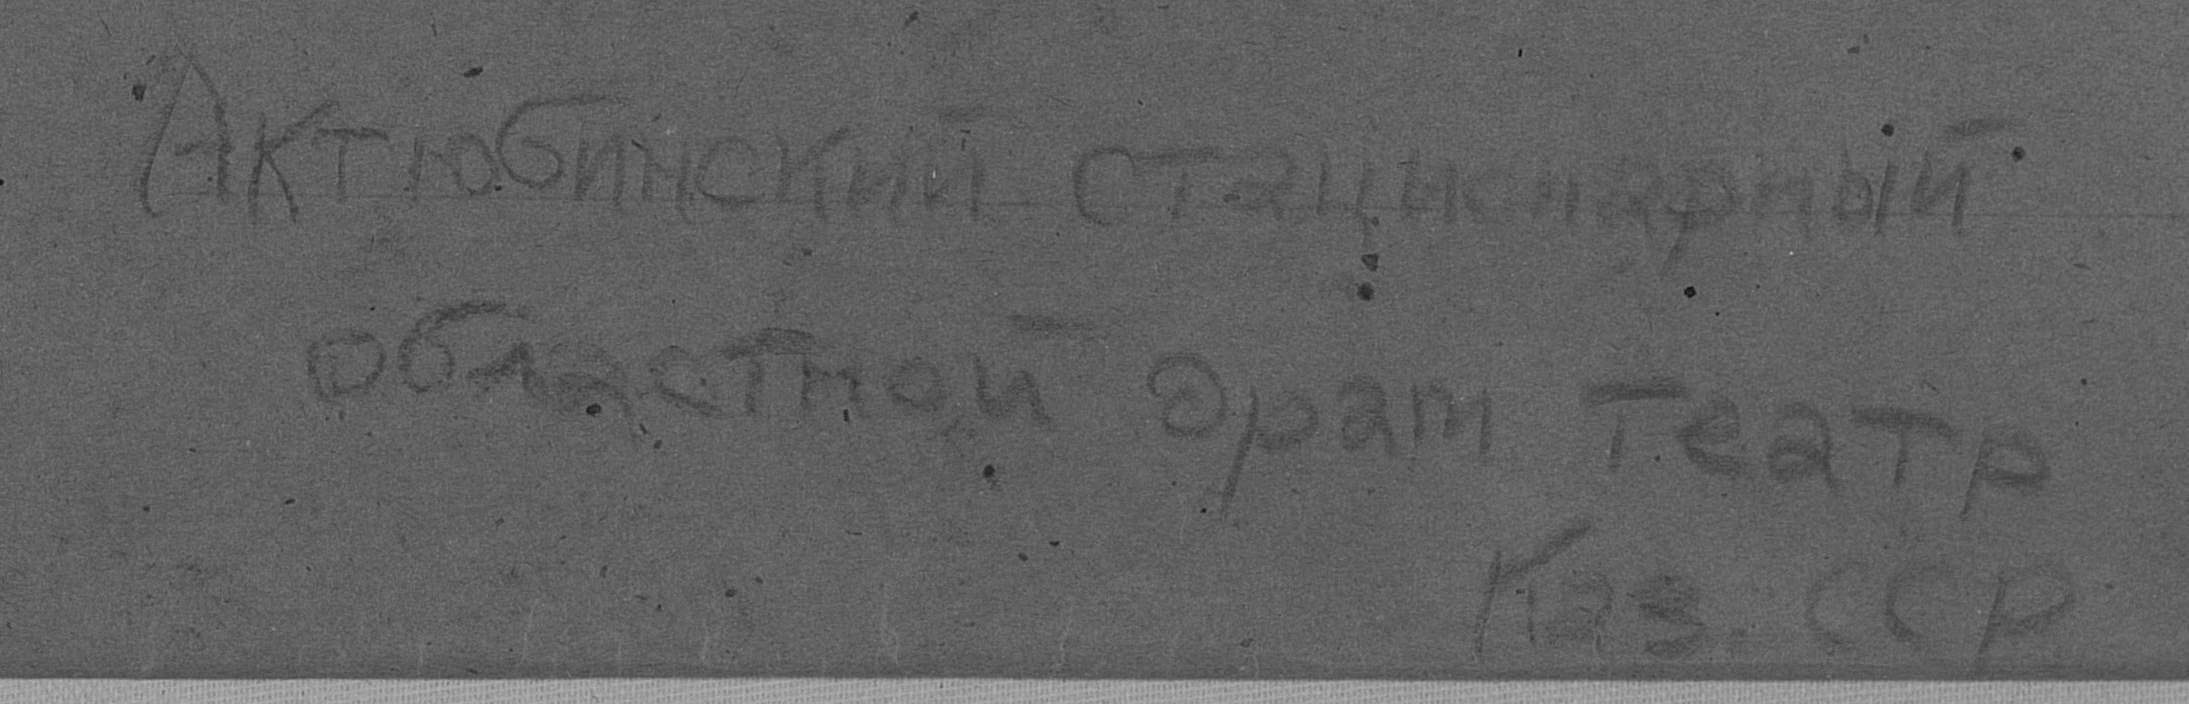 Актюбинский стационарный
областной драм театр
Каз. ССР